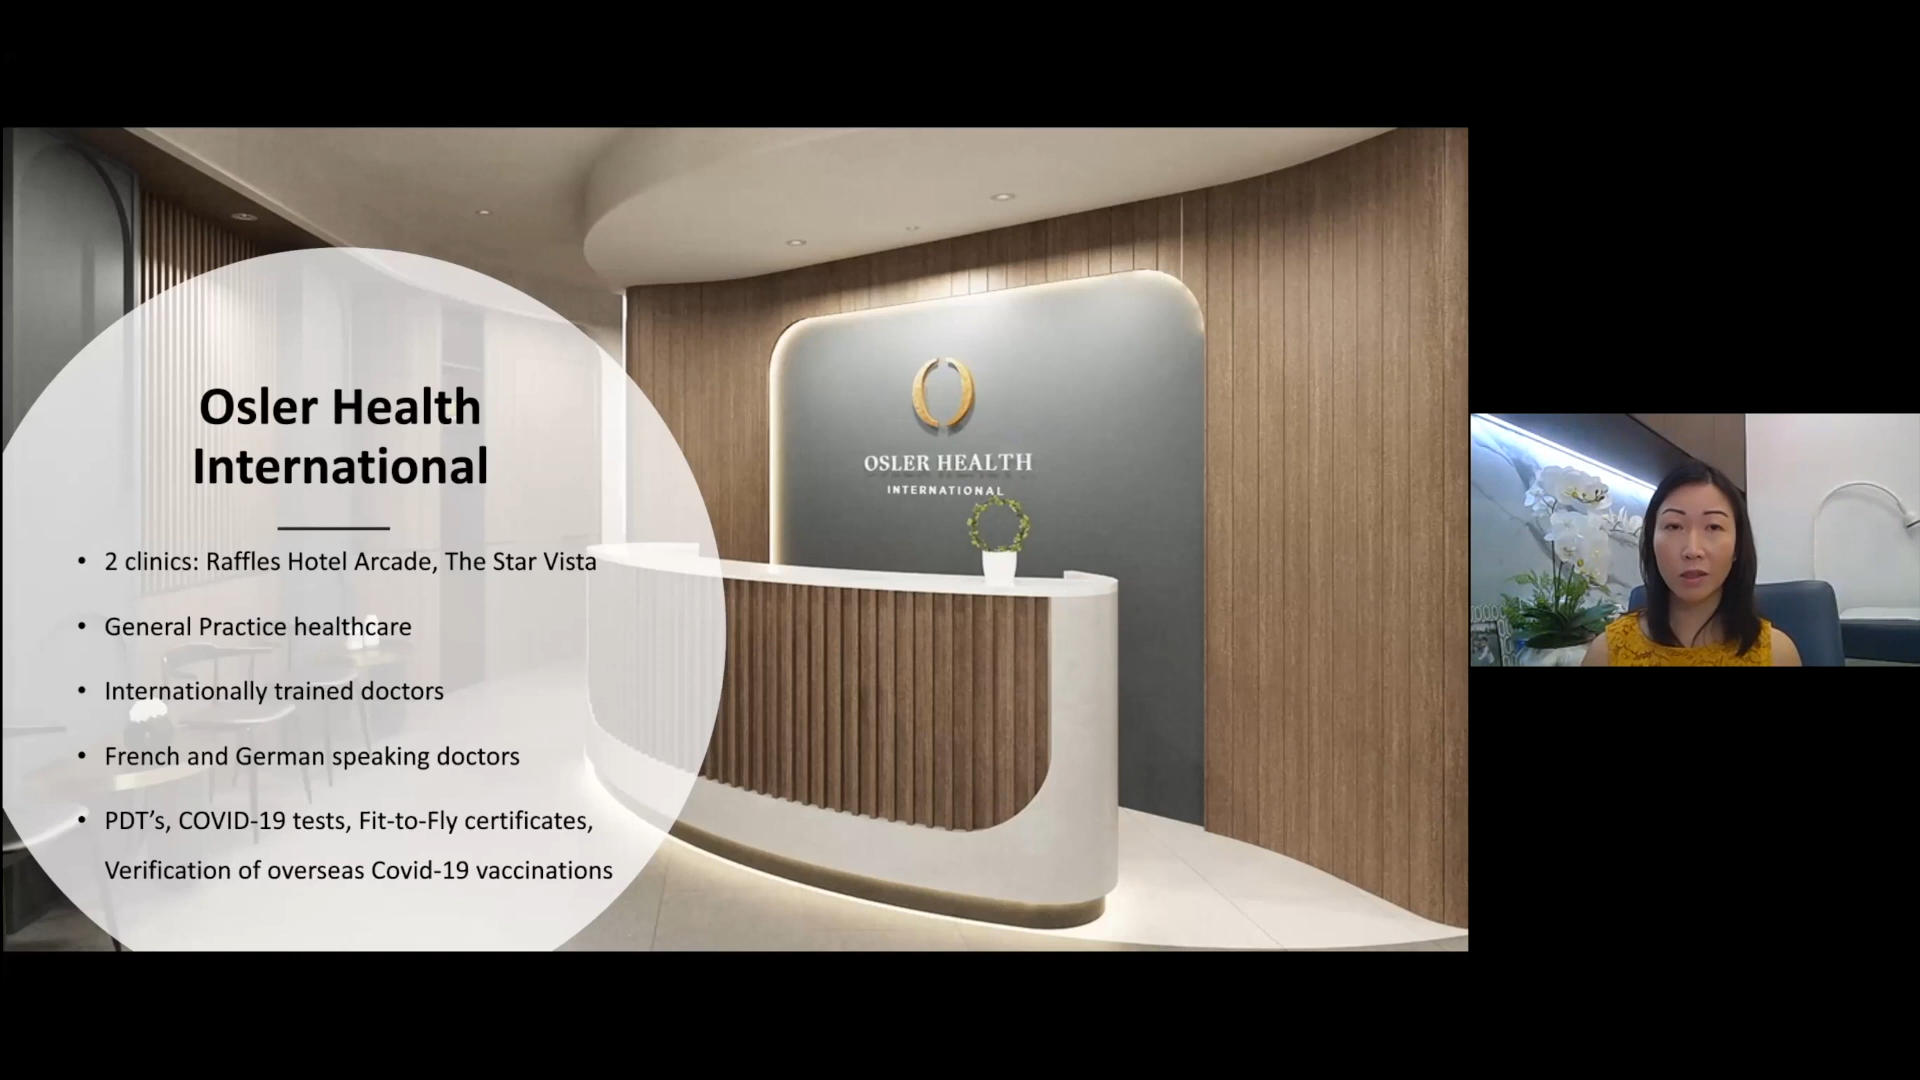 Osler Health
International
• 2 clinics: Raffles Hotel Arcade, The Star Vista
• General Practice healthcare
• Internationally trained doctors
• French and German speaking doctors
• PDT’s, COVID-19 tests, Fit-to-Fly certificates,
Verification of overseas Covid-19 vaccinations
OSLER HEALTH
INTERNATIONAL